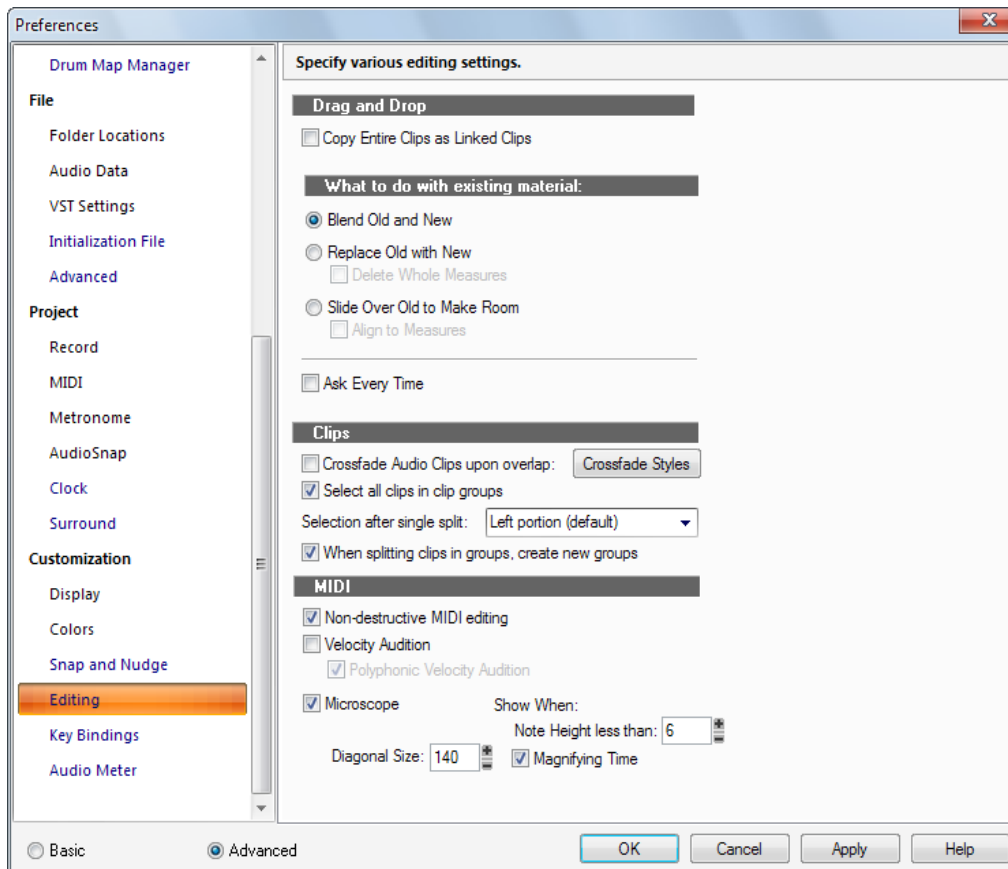 Preferences
Drum Map Manager
File
Folder Locations
Audio Data
VST Settings
Initialization File
Advanced
Project
Record
MIDI
Metronome
AudioSnap
Clock
Surround
Customization
Display
Colors
Snap and Nudge
Editing
Key Bindings
Audio Meter
Specify various editing settings.
Drag and Drop
Copy Entire Clips as Linked Clips
What to do with existing material:
Blend Old and New
Replace Old with New
Delete Whole Measures
Slide Over Old to Make Room
Align to Measures
Ask Every Time
Clips
Crossfade Audio Clips upon overlap: Crossfade Styles
Select all clips in clip groups
Selection after single split: Left portion (default)
When splitting clips in groups, create new groups
MIDI
Non-destructive MIDI editing
Velocity Audition
Polyphonic Velocity Audition
Microscope Show When:
Note Height less than: 6
Diagonal Size: 140 Magnifying Time
Basic Advanced OK Cancel Apply Help